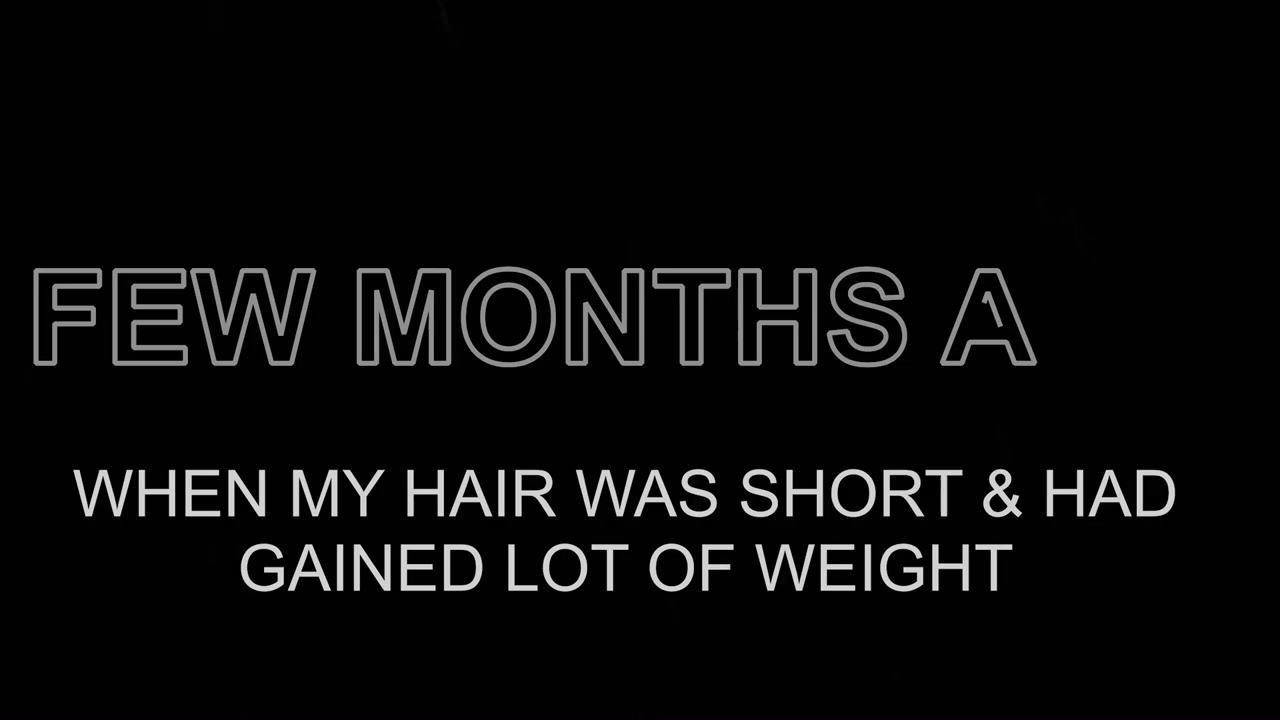 FEW MONTHS A
WHEN MY HAIR WAS SHORT & HAD
GAINED LOT OF WEIGHT